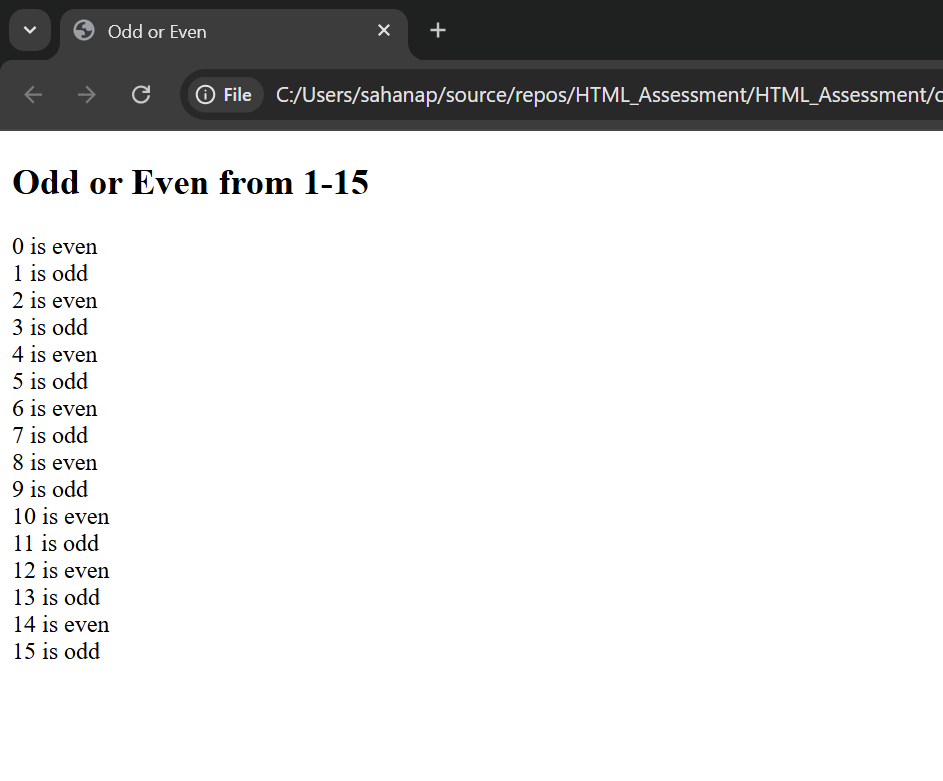 Odd or Even
File
C:/Users/sahanap/source/repos/HTML_Assessment/HTML_Assessment/
Odd or Even from 1-15
0 is even
1 is odd
2 is even
3 is odd
4 is even
5 is odd
6 is even
7 is odd
8 is even
9 is odd
10 is even
11 is odd
12 is even
13 is odd
14 is even
15 is odd